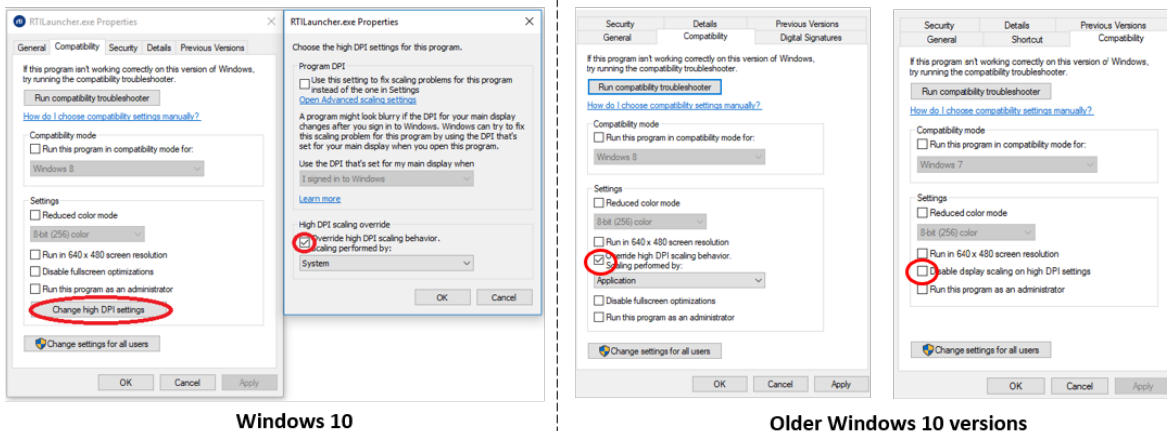 RTILauncher.exe Properties
General Compatibility Security Details Previous Versions
If this program isn't working correctly on this version of Windows,
try running the compatibility troubleshooter.
Run compatibility troubleshooter
How do I choose compatibility settings manually?
Compatibility mode
Run this program in compatibility mode for:
Windows 8
Settings
Reduced color mode
8-bit (256) color
Run in 640 x 480 screen resolution
Disable fullscreen optimizations
Run this program as an administrator
Change high DPI settings
Change settings for all users
OK Cancel Apply
RTILauncher.exe Properties
Choose the high DPI settings for this program.
Program DPI
Use this setting to fix scaling problems for this program
instead of the one in Settings
Open Advanced scaling settings
A program might look blurry if the DPI for your main display
changes after you sign in to Windows. Windows can try to fix
this scaling problem for this program by using the DPI that's
set for your main display when you open this program.
Use the DPI that's set for my main display when
I signed in to Windows
Learn more
High DPI scaling override
Override high DPI scaling behavior.
Scaling performed by:
System
OK Cancel
Windows 10
Security Details Previous Versions
General Compatibility Digital Signatures
If this program isn't working correctly on this version of Windows,
try running the compatibility troubleshooter.
Run compatibility troubleshooter
How do I choose compatibility settings manually?
Compatibility mode
Run this program in compatibility mode for:
Windows 8
Settings
Reduced color mode
8-bit (256) color
Run in 640 x 480 screen resolution
Override high DPI scaling behavior.
Scaling performed by:
Application
Disable fullscreen optimizations
Run this program as an administrator
Change settings for all users
OK Cancel Apply
Security Details Previous Versions
General Shortcut Compatibility
If this program isn't working correctly on this version of Windows,
try running the compatibility troubleshooter.
Run compatibility troubleshooter
How do I choose compatibility settings manually?
Compatibility mode
Run this program in compatibility mode for:
Windows 7
Settings
Reduced color mode
8-bit (256) color
Run in 640 x 480 screen resolution
Disable display scaling on high DPI settings
Run this program as an administrator
Change settings for all users
OK Cancel Apply
Older Windows 10 versions